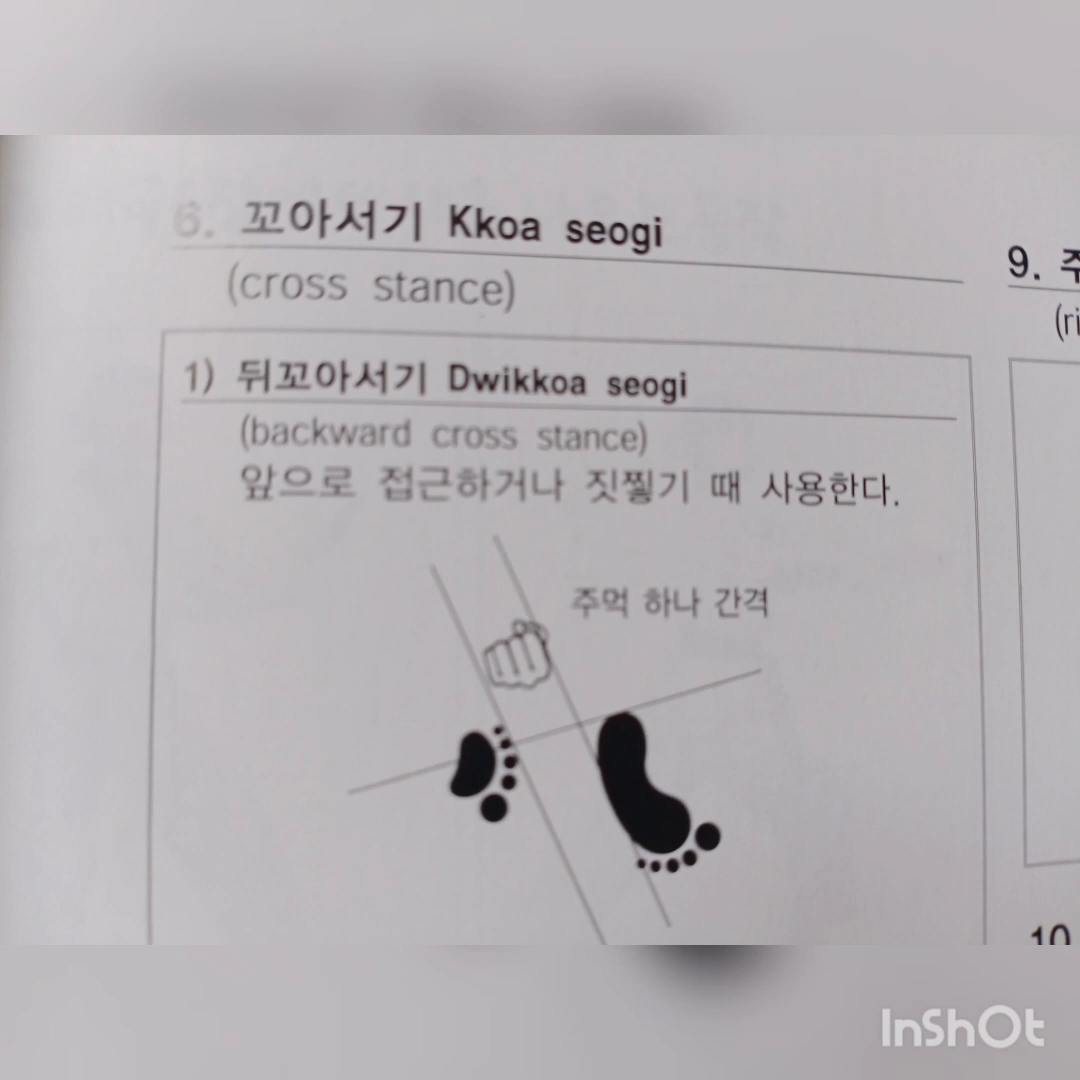 6. 꼬아서기 Kkoa seogi
(cross stance)
1) 뒤꼬아서기 Dwikkoa seogi
(backward cross stance)
앞으로 접근하거나 짓찧기 때 사용한다.
주먹 하나 간격
9. 주
(ri
10
InShOt